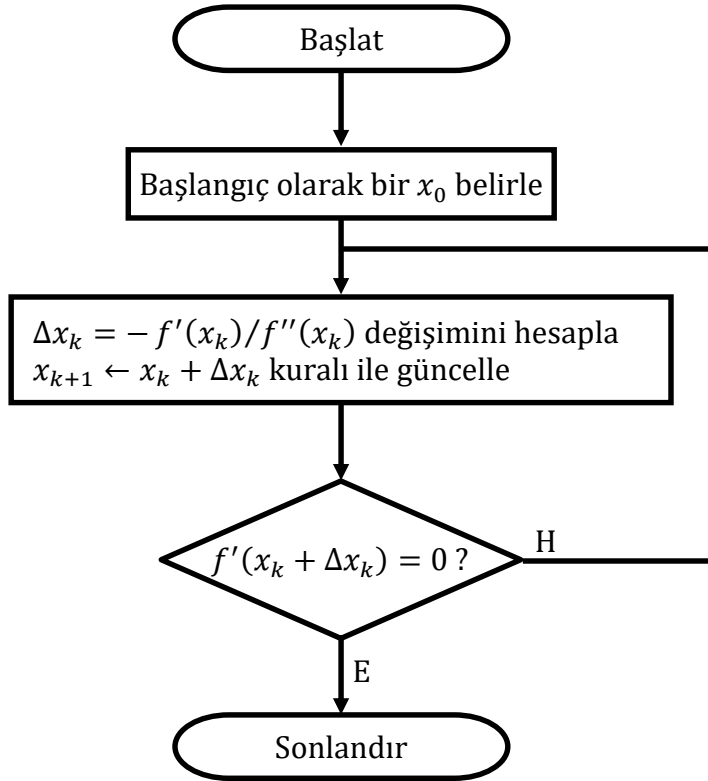 Başlat
Başlangıç olarak bir x₀ belirle
Δxₖ = − f′(xₖ)/f′′(xₖ) değişimini hesapla
xₖ₊₁ ← xₖ + Δxₖ kuralı ile güncelle
f′(xₖ + Δxₖ) = 0 ?
H
E
Sonlandır